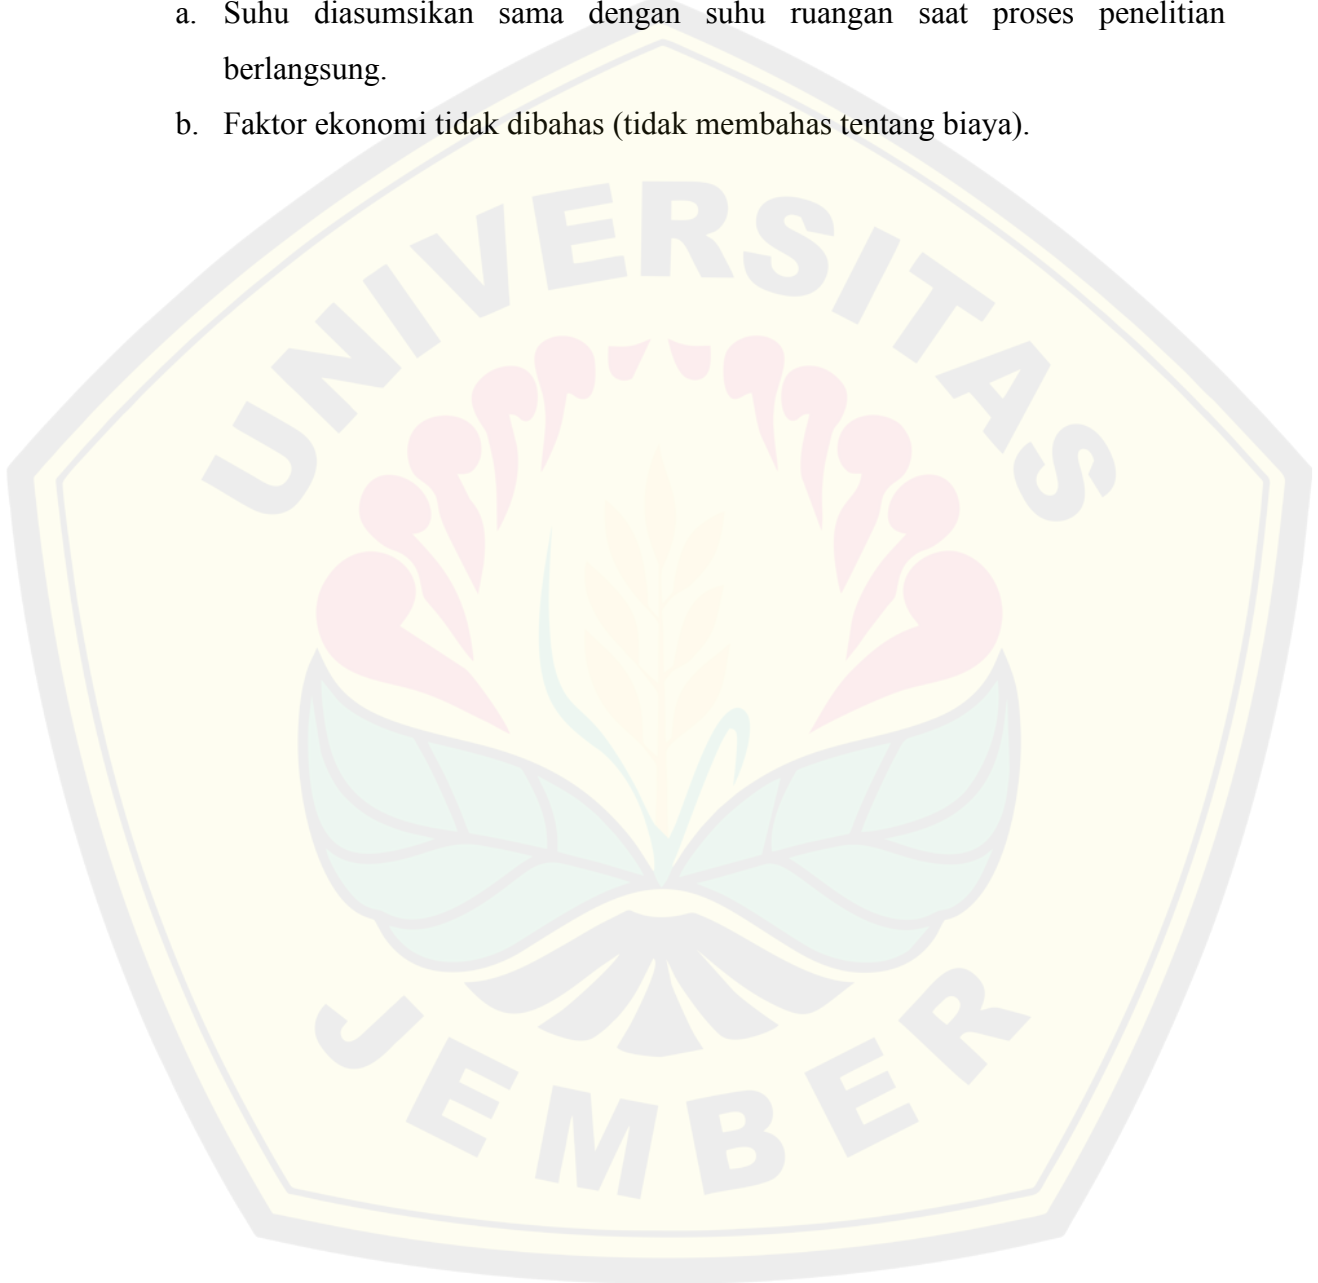 a. Suhu diasumsikan sama dengan suhu ruangan saat proses penelitian
berlangsung.
b. Faktor ekonomi tidak dibahas (tidak membahas tentang biaya).
UNIVERSITAS
JEMBER